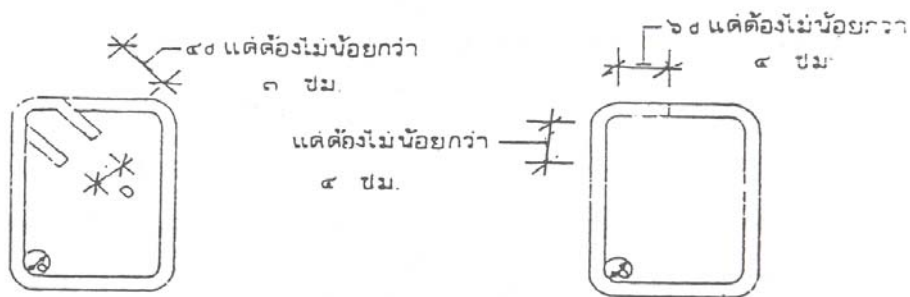 ๔d แต่ต้องไม่น้อยกว่า
๓ ซม.
๖d แต่ต้องไม่น้อยกว่า
๔ ซม.
แต่ต้องไม่น้อยกว่า
๔ ซม.
d
d
d